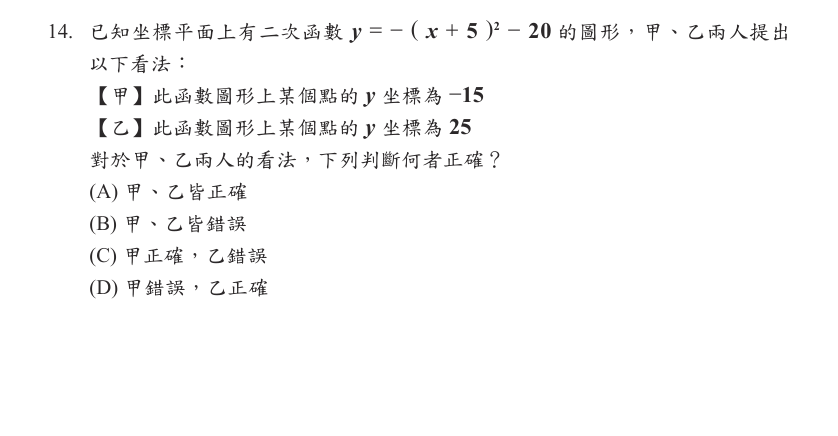 14. 已知坐標平面上有二次函數 y = − ( x + 5 )² − 20 的圖形，甲、乙兩人提出
以下看法：
【甲】此函數圖形上某個點的 y 坐標為 −15
【乙】此函數圖形上某個點的 y 坐標為 25
對於甲、乙兩人的看法，下列判斷何者正確？
(A) 甲、乙皆正確
(B) 甲、乙皆錯誤
(C) 甲正確，乙錯誤
(D) 甲錯誤，乙正確